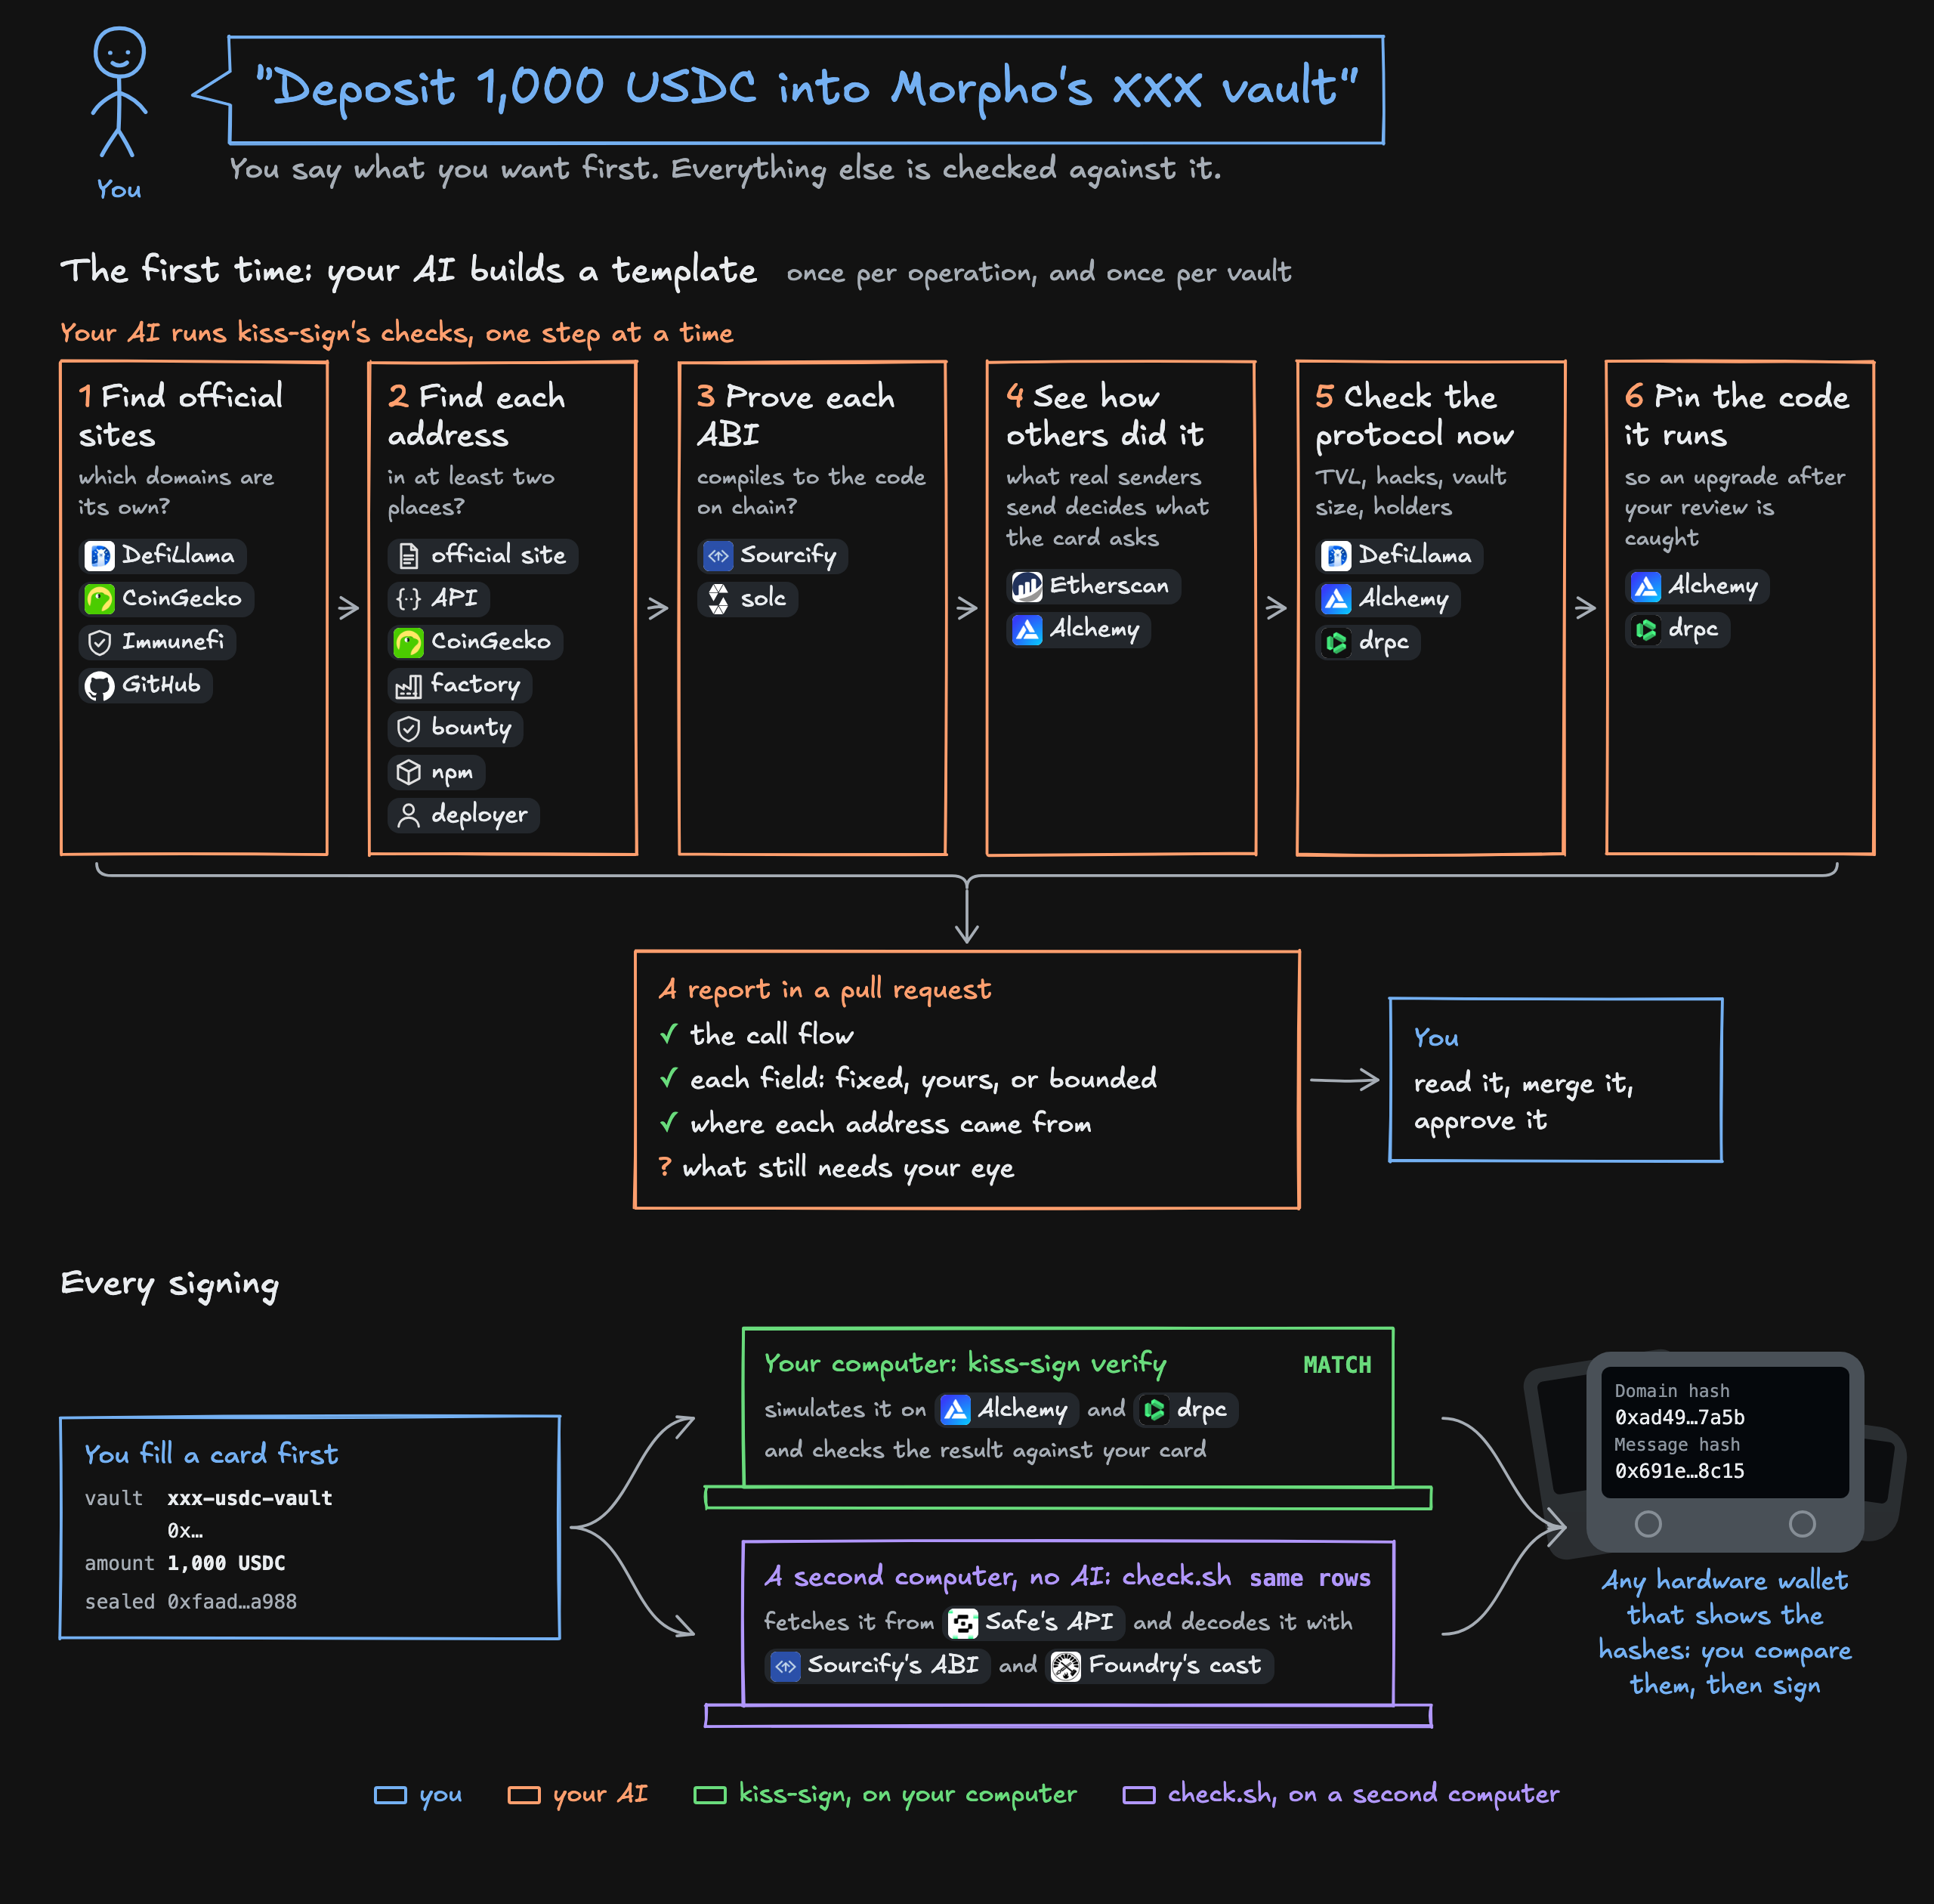 "Deposit 1,000 USDC into Morpho's XXX vault"
You
You say what you want first. Everything else is checked against it.
The first time: your AI builds a template
once per operation, and once per vault
Your AI runs kiss-sign's checks, one step at a time
1 Find official
sites
which domains are
its own?
DefiLlama
CoinGecko
Immunefi
GitHub
2 Find each
address
in at least two
places?
official site
API
CoinGecko
factory
bounty
npm
deployer
3 Prove each
ABI
compiles to the code
on chain?
Sourcify
solc
4 See how
others did it
what real senders
send decides what
the card asks
Etherscan
Alchemy
5 Check the
protocol now
TVL, hacks, vault
size, holders
DefiLlama
Alchemy
drpc
6 Pin the code
it runs
so an upgrade after
your review is
caught
Alchemy
drpc
A report in a pull request
✓ the call flow
✓ each field: fixed, yours, or bounded
✓ where each address came from
? what still needs your eye
You
read it, merge it,
approve it
Every signing
You fill a card first
vault xxx-usdc-vault
0x…
amount 1,000 USDC
sealed 0xfaad…a988
Your computer: kiss-sign verify MATCH
simulates it on Alchemy and drpc
and checks the result against your card
A second computer, no AI: check.sh same rows
fetches it from Safe's API and decodes it with
Sourcify's ABI and Foundry's cast
Domain hash
0xad49…7a5b
Message hash
0x691e…8c15
Any hardware wallet
that shows the
hashes: you compare
them, then sign
you
your AI
kiss-sign, on your computer
check.sh, on a second computer